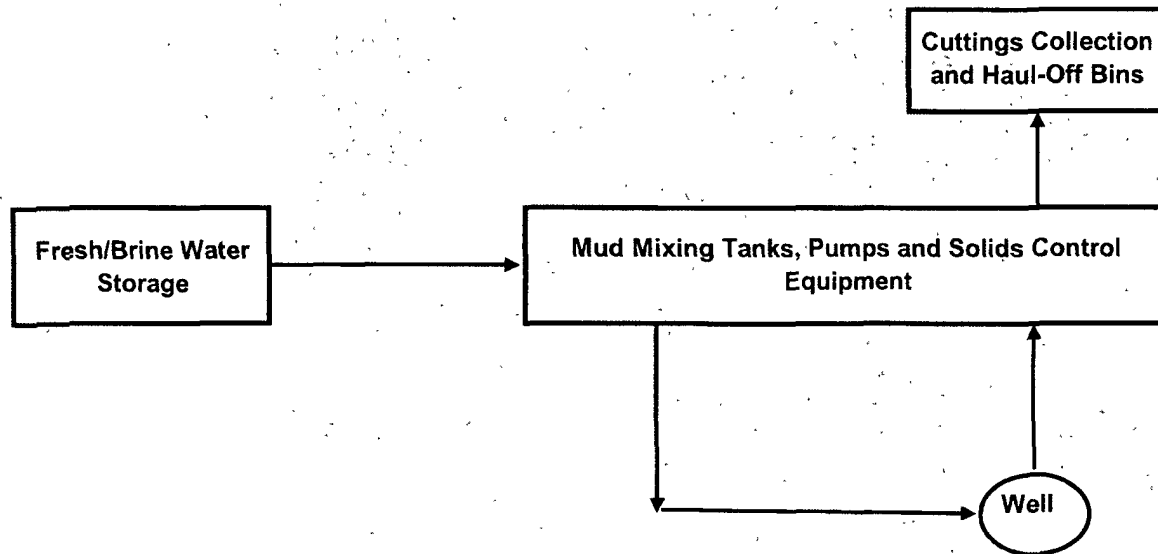 Cuttings Collection
and Haul-Off Bins
Fresh/Brine Water
Storage
Mud Mixing Tanks, Pumps and Solids Control
Equipment
Well